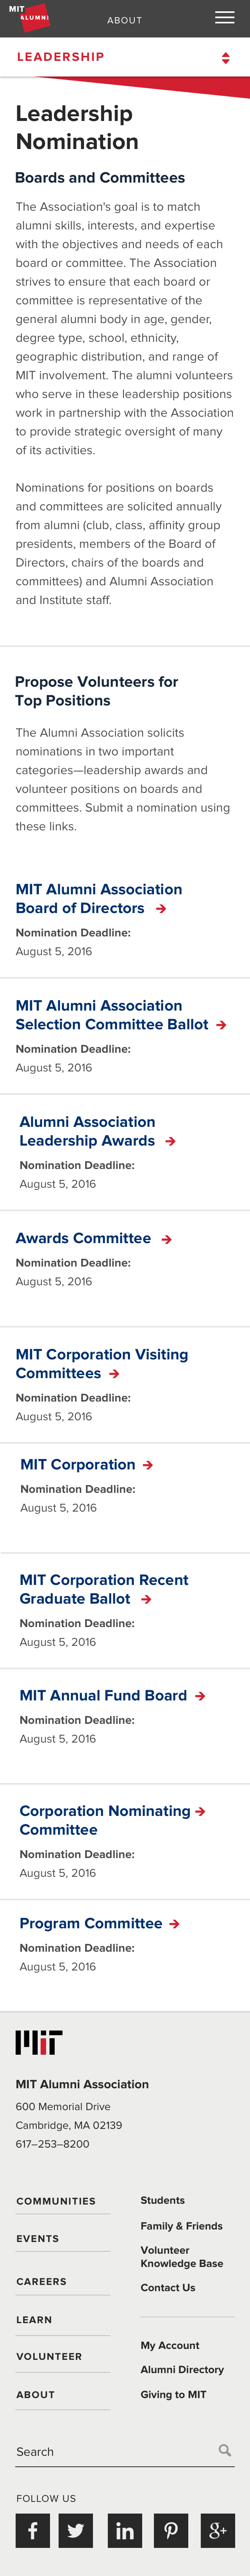 MIT
ALUMNI
ABOUT
LEADERSHIP
Leadership
Nomination
Boards and Committees
The Association's goal is to match
alumni skills, interests, and expertise
with the objectives and needs of each
board or committee. The Association
strives to ensure that each board or
committee is representative of the
general alumni body in age, gender,
degree type, school, ethnicity,
geographic distribution, and range of
MIT involvement. The alumni volunteers
who serve in these leadership positions
work in partnership with the Association
to provide strategic oversight of many
of its activities.
Nominations for positions on boards
and committees are solicited annually
from alumni (club, class, affinity group
presidents, members of the Board of
Directors, chairs of the boards and
committees) and Alumni Association
and Institute staff.
Propose Volunteers for
Top Positions
The Alumni Association solicits
nominations in two important
categories—leadership awards and
volunteer positions on boards and
committees. Submit a nomination using
these links.
MIT Alumni Association
Board of Directors →
Nomination Deadline:
August 5, 2016
MIT Alumni Association
Selection Committee Ballot →
Nomination Deadline:
August 5, 2016
Alumni Association
Leadership Awards →
Nomination Deadline:
August 5, 2016
Awards Committee →
Nomination Deadline:
August 5, 2016
MIT Corporation Visiting
Committees →
Nomination Deadline:
August 5, 2016
MIT Corporation →
Nomination Deadline:
August 5, 2016
MIT Corporation Recent
Graduate Ballot →
Nomination Deadline:
August 5, 2016
MIT Annual Fund Board →
Nomination Deadline:
August 5, 2016
Corporation Nominating →
Committee
Nomination Deadline:
August 5, 2016
Program Committee →
Nomination Deadline:
August 5, 2016
MIT
MIT Alumni Association
600 Memorial Drive
Cambridge, MA 02139
617–253–8200
COMMUNITIES
EVENTS
CAREERS
LEARN
VOLUNTEER
ABOUT
Students
Family & Friends
Volunteer
Knowledge Base
Contact Us
My Account
Alumni Directory
Giving to MIT
Search
FOLLOW US